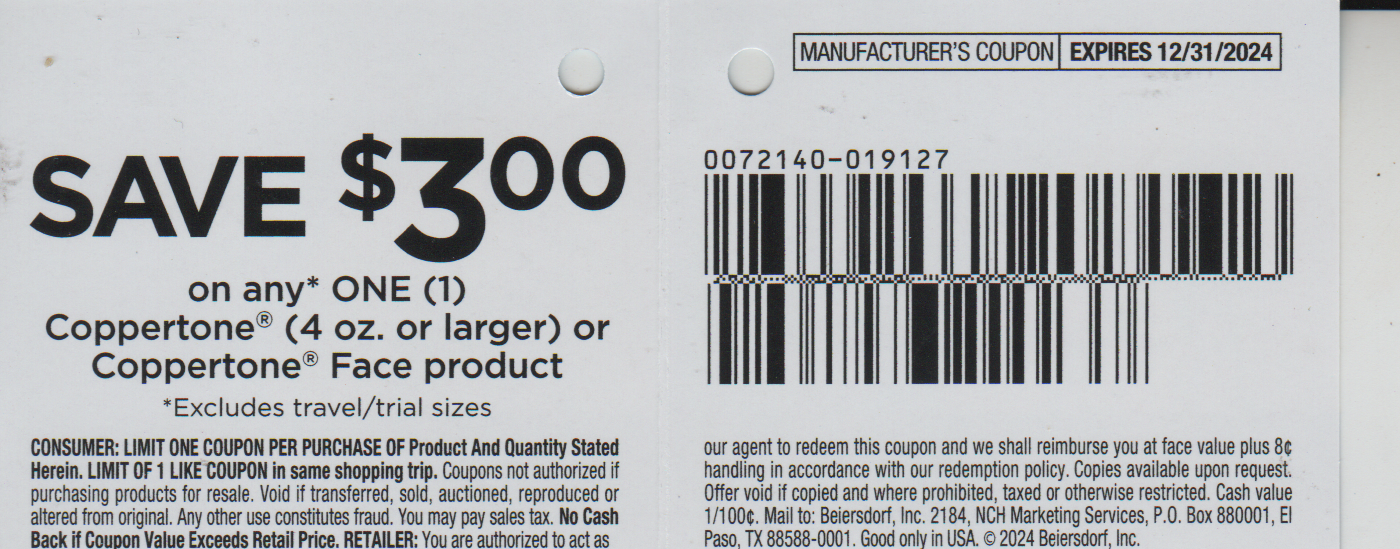 SAVE $3.00
on any* ONE (1)
Coppertone® (4 oz. or larger) or
Coppertone® Face product
*Excludes travel/trial sizes
CONSUMER: LIMIT ONE COUPON PER PURCHASE OF Product And Quantity Stated
Herein. LIMIT OF 1 LIKE COUPON in same shopping trip. Coupons not authorized if
purchasing products for resale. Void if transferred, sold, auctioned, reproduced or
altered from original. Any other use constitutes fraud. You may pay sales tax. No Cash
Back if Coupon Value Exceeds Retail Price. RETAILER: You are authorized to act as
MANUFACTURER'S COUPON EXPIRES 12/31/2024
0072140-019127
our agent to redeem this coupon and we shall reimburse you at face value plus 8¢
handling in accordance with our redemption policy. Copies available upon request.
Offer void if copied and where prohibited, taxed or otherwise restricted. Cash value
1/100¢. Mail to: Beiersdorf, Inc. 2184, NCH Marketing Services, P.O. Box 880001, El
Paso, TX 88588-0001. Good only in USA. © 2024 Beiersdorf, Inc.